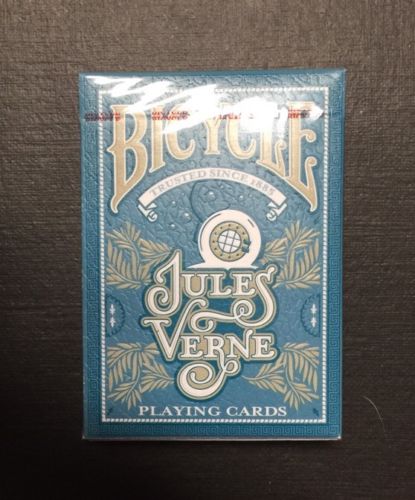 BICYCLE
TRUSTED SINCE 1885
JULES
VERNE
PLAYING CARDS